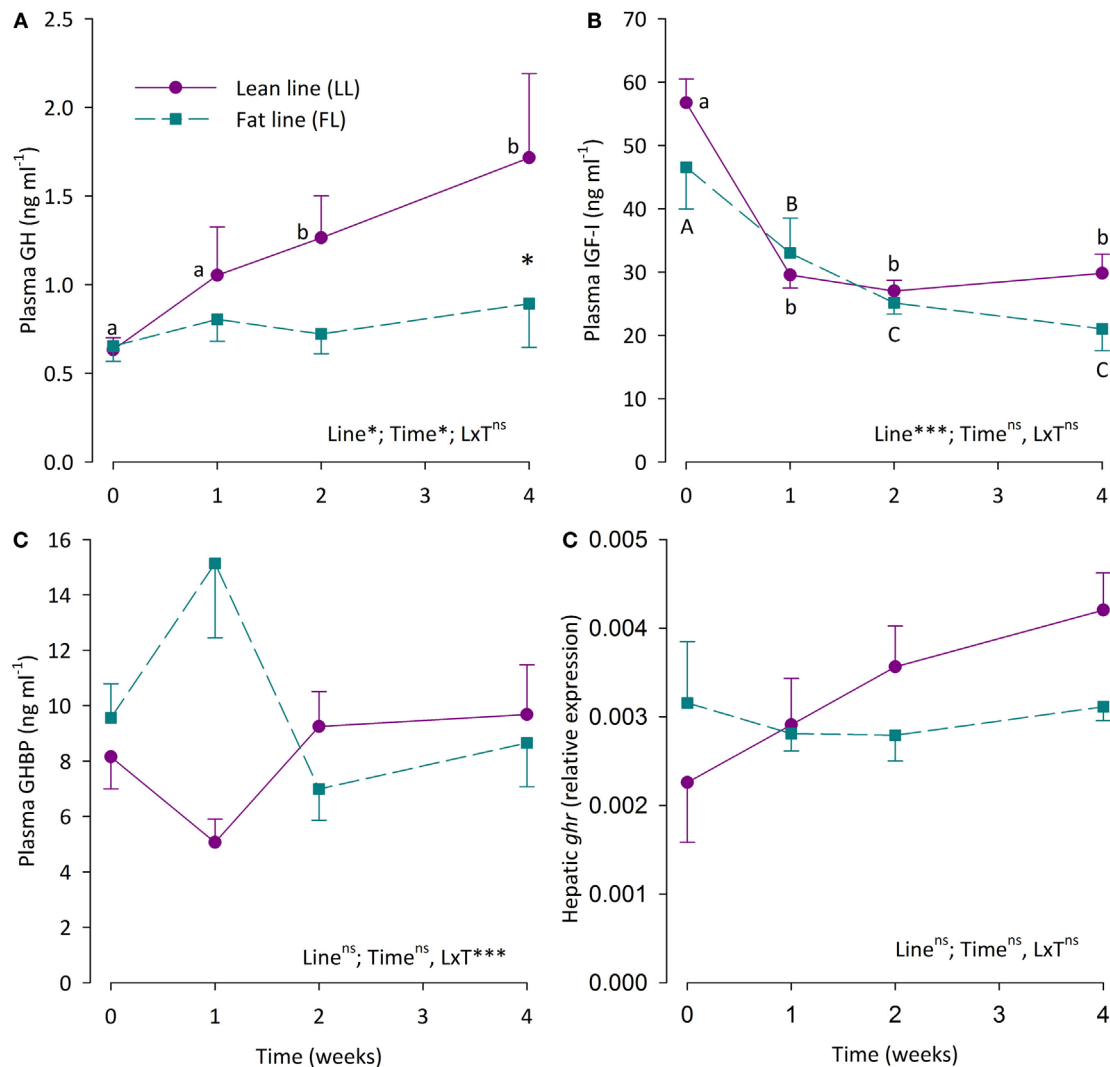 A
2.5
2.0
1.5
1.0
0.5
0.0
Plasma GH (ng ml⁻¹)
Lean line (LL)
Fat line (FL)
a
a
b
b
*
Line*; Time*; LxTⁿˢ
0 1 2 3 4
B
70
60
50
40
30
20
10
0
Plasma IGF-I (ng ml⁻¹)
a
A
B
b
b
C
b
C
Line***; Timeⁿˢ, LxTⁿˢ
0 1 2 3 4
C
16
14
12
10
8
6
4
2
0
Plasma GHBP (ng ml⁻¹)
Lineⁿˢ; Timeⁿˢ, LxT***
0 1 2 3 4
Time (weeks)
C
0.005
0.004
0.003
0.002
0.001
0.000
Hepatic ghr (relative expression)
Lineⁿˢ; Timeⁿˢ, LxTⁿˢ
0 1 2 3 4
Time (weeks)